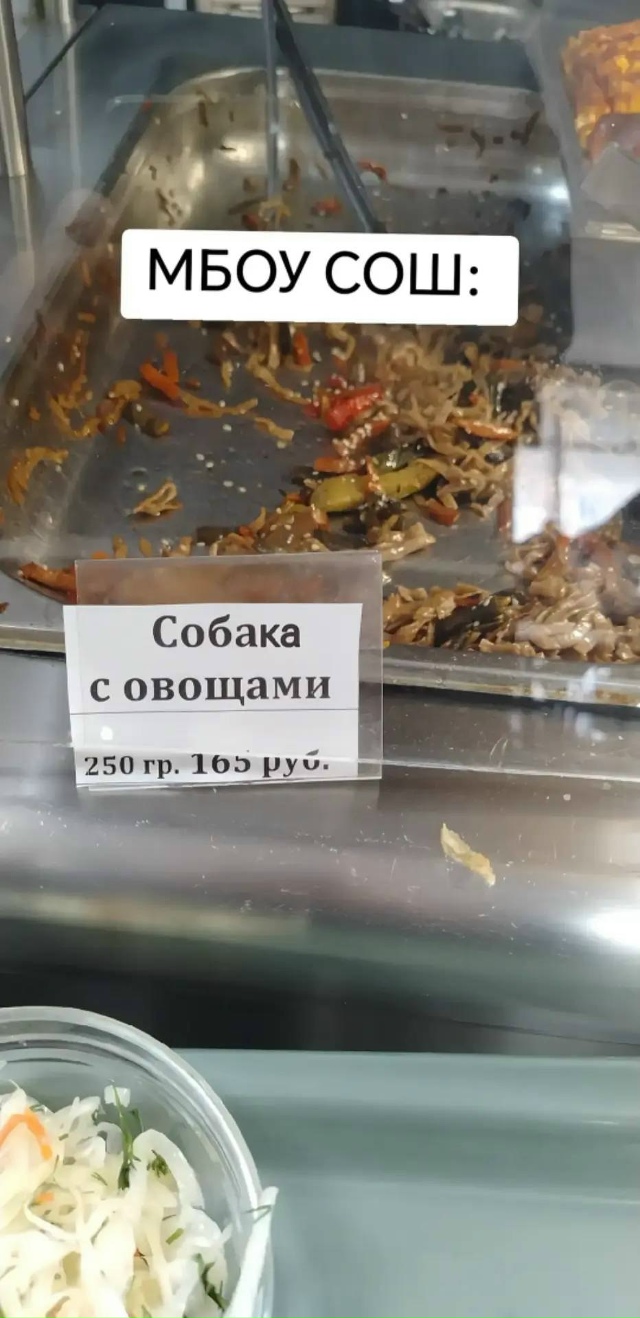 МБОУ СОШ:
Собака
с овощами
250 гр. 165 руб.